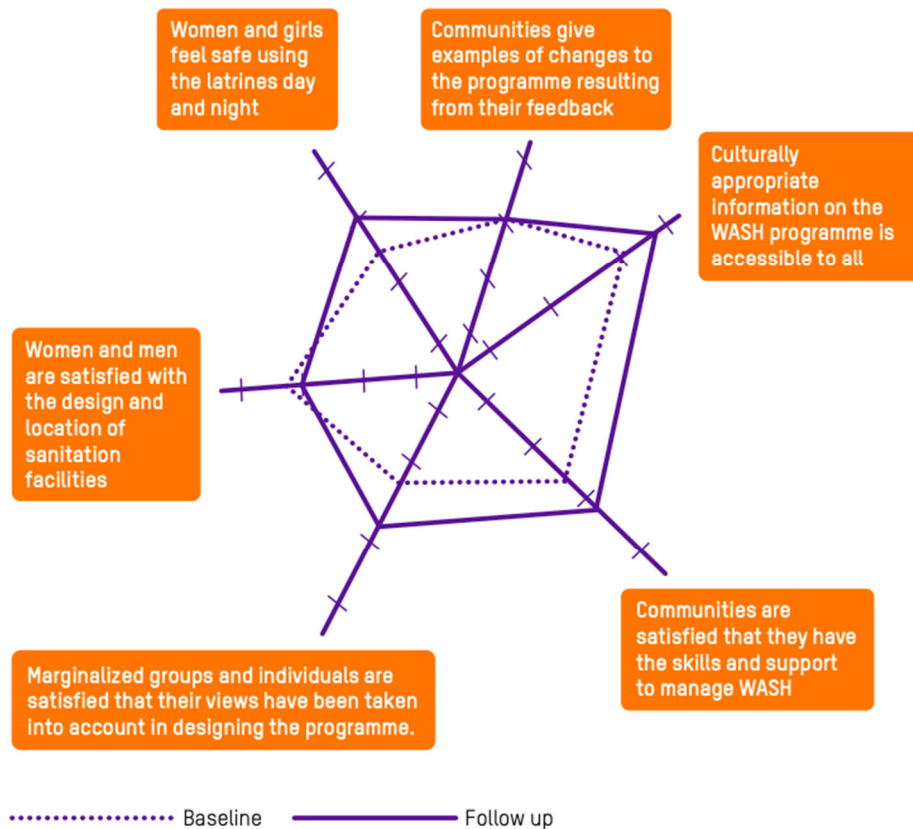 Women and girls
feel safe using
the latrines day
and night
Communities give
examples of changes to
the programme resulting
from their feedback
Culturally
appropriate
information on the
WASH programme is
accessible to all
Women and men
are satisfied with
the design and
location of
sanitation
facilities
Communities are
satisfied that they have
the skills and support
to manage WASH
Marginalized groups and individuals are
satisfied that their views have been taken
into account in designing the programme.
Baseline
Follow up